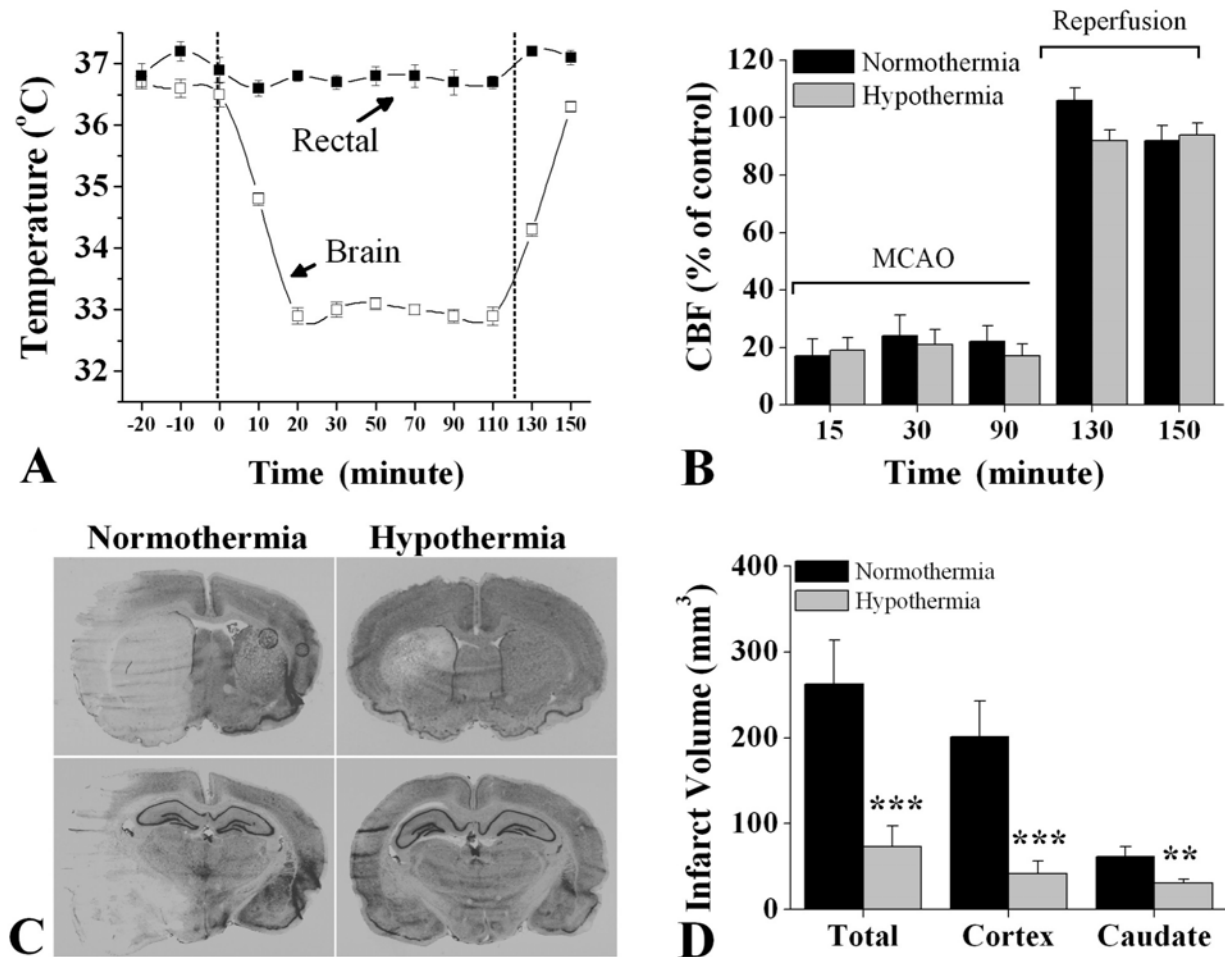 37
36
35
34
33
32
Temperature (°C)
Rectal
Brain
-20 -10 0 10 20 30 50 70 90 110 130 150
Time (minute)
A
Reperfusion
Normothermia
Hypothermia
MCAO
120
100
80
60
40
20
0
CBF (% of control)
15 30 90 130 150
Time (minute)
B
Normothermia Hypothermia
C
400
300
200
100
0
Infarct Volume (mm³)
Normothermia
Hypothermia
***
***
**
Total Cortex Caudate
D